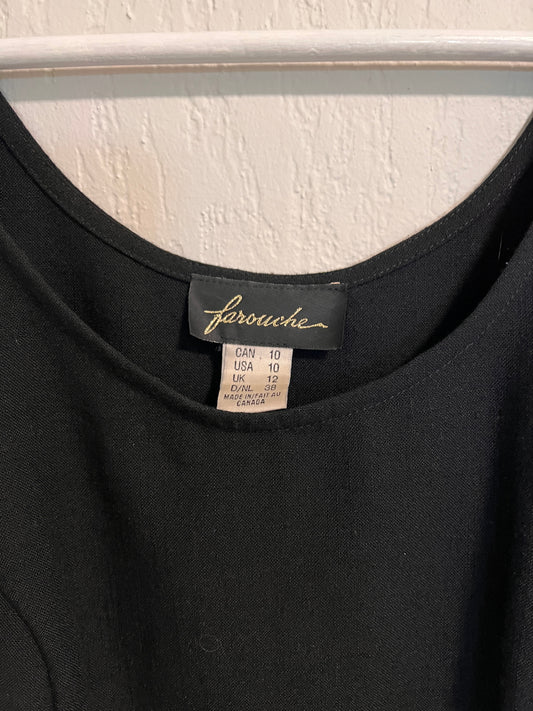 farouche
CAN . 10
USA 10
UK 12
D/NL 38
MADE IN/FAIT AU
CANADA